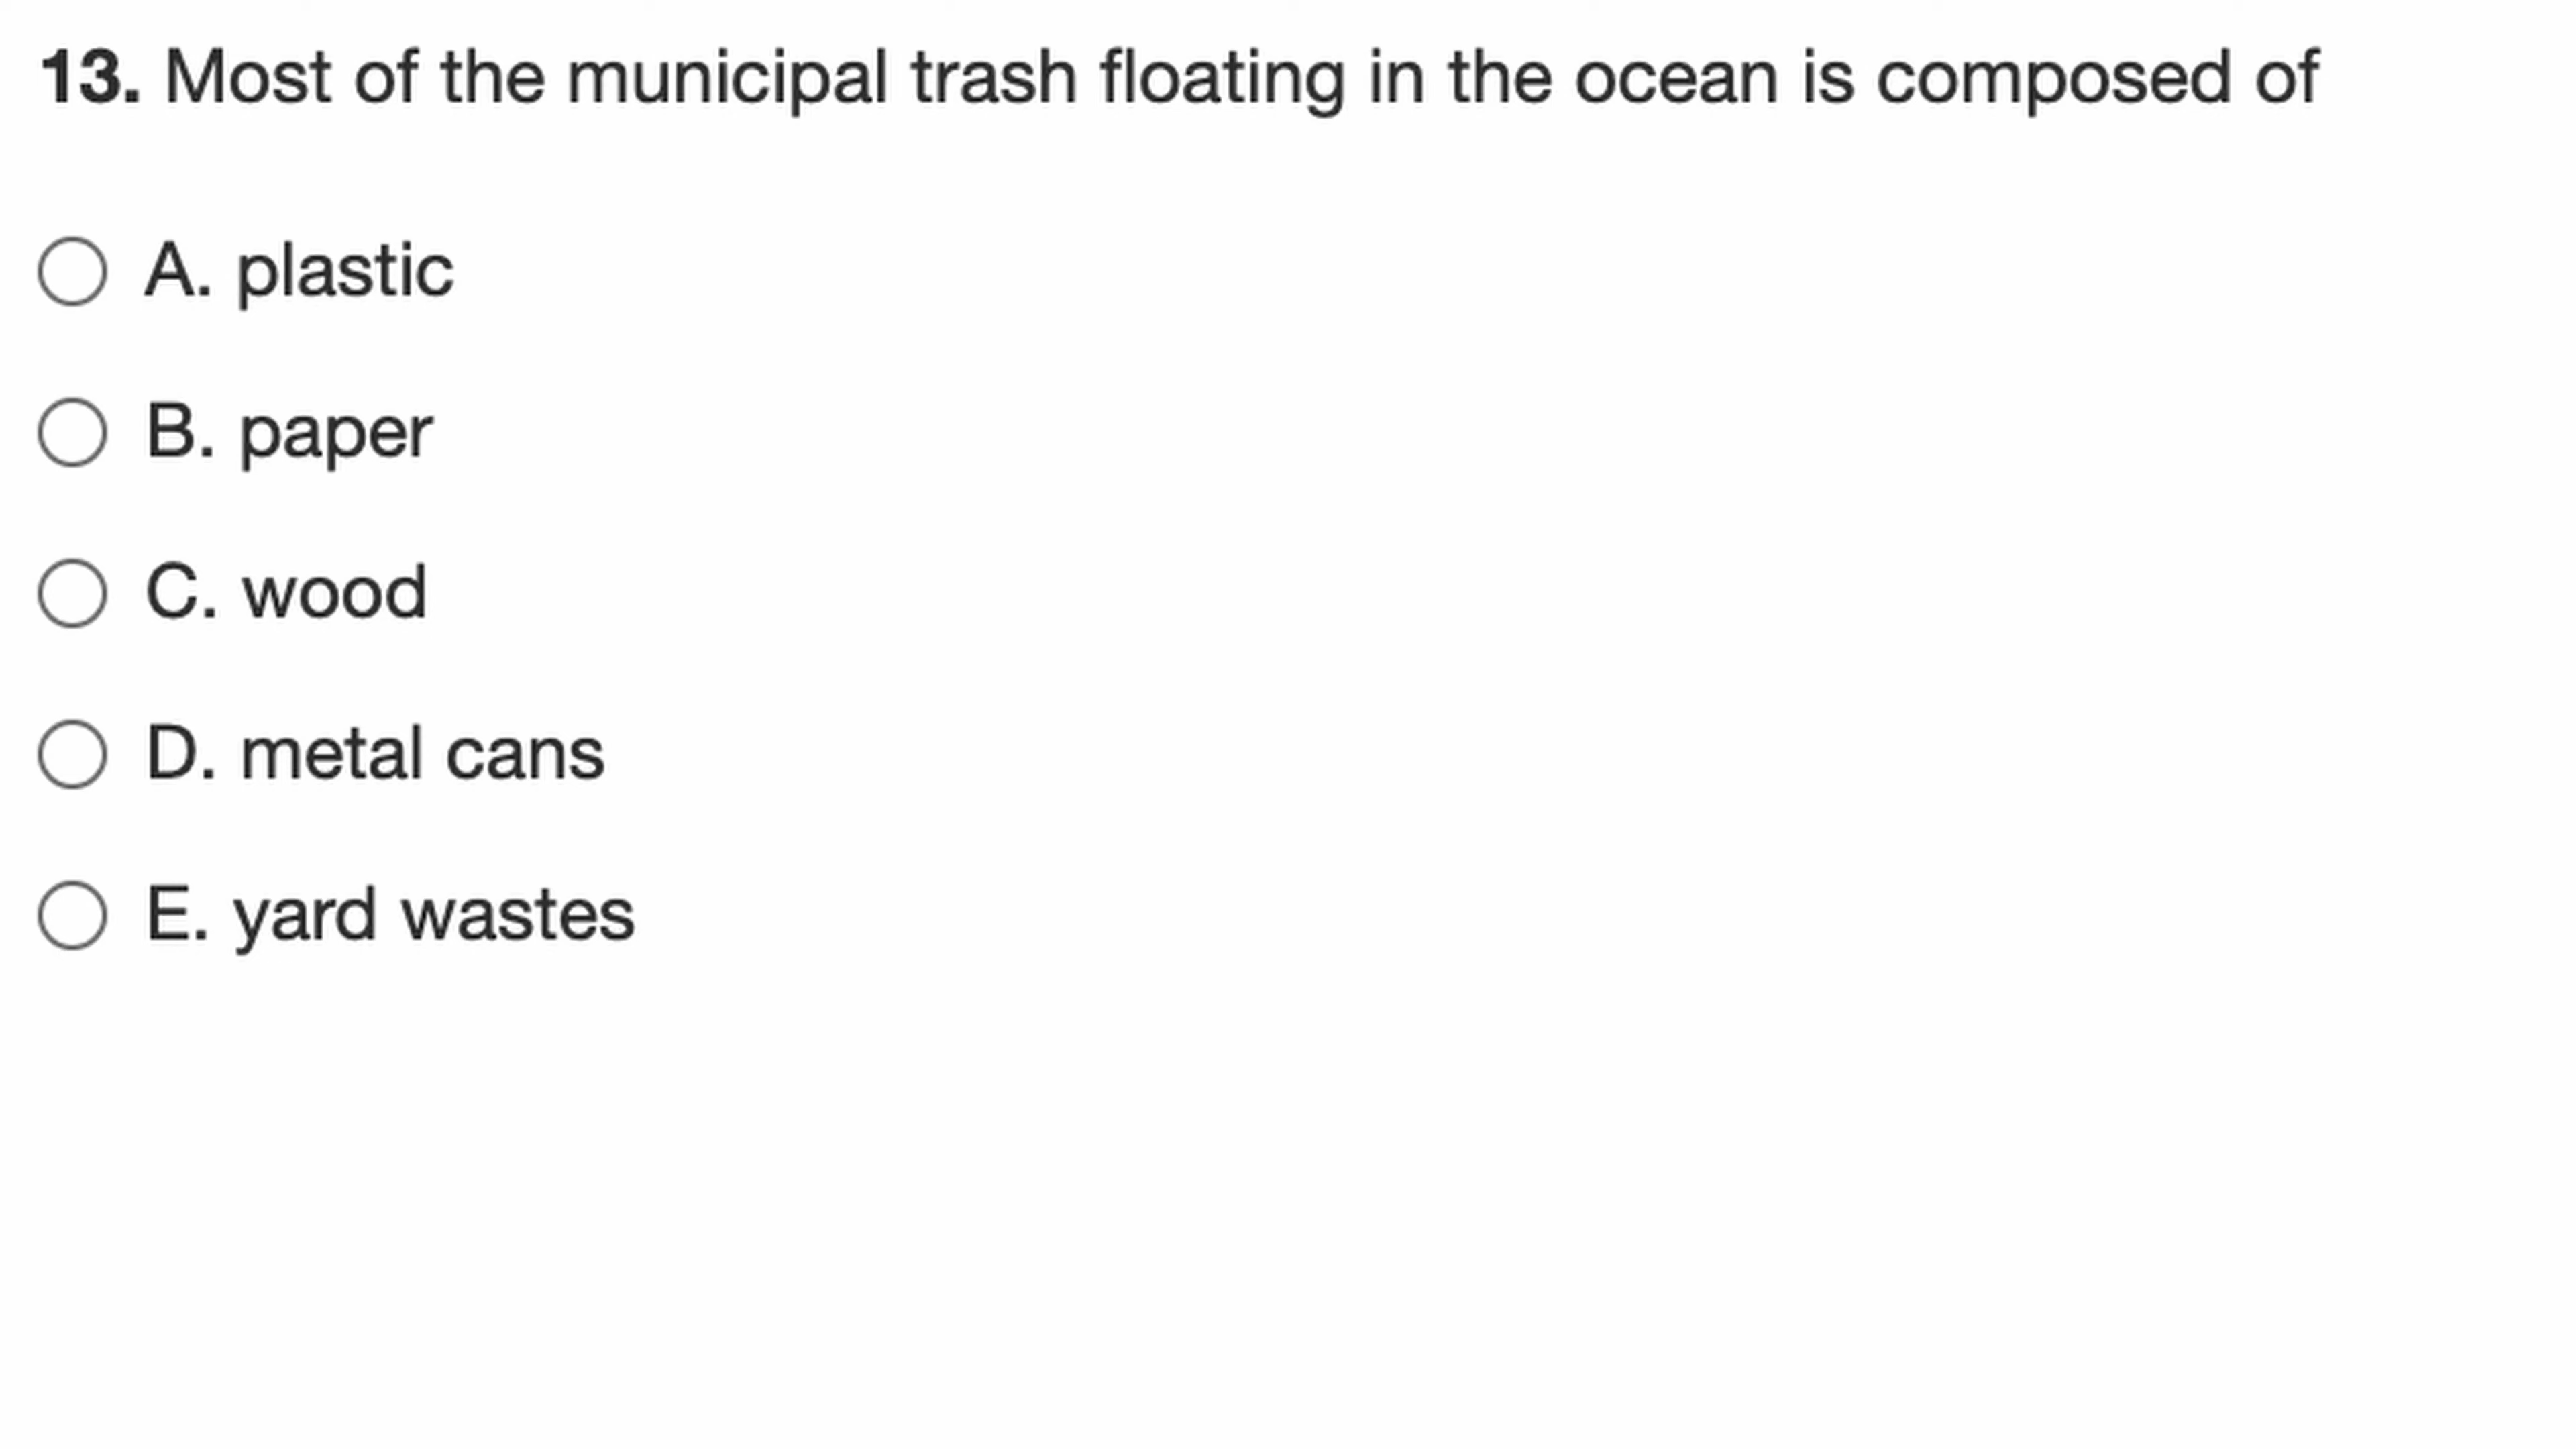 13. Most of the municipal trash floating in the ocean is composed of
A. plastic
B. paper
C. wood
D. metal cans
E. yard wastes